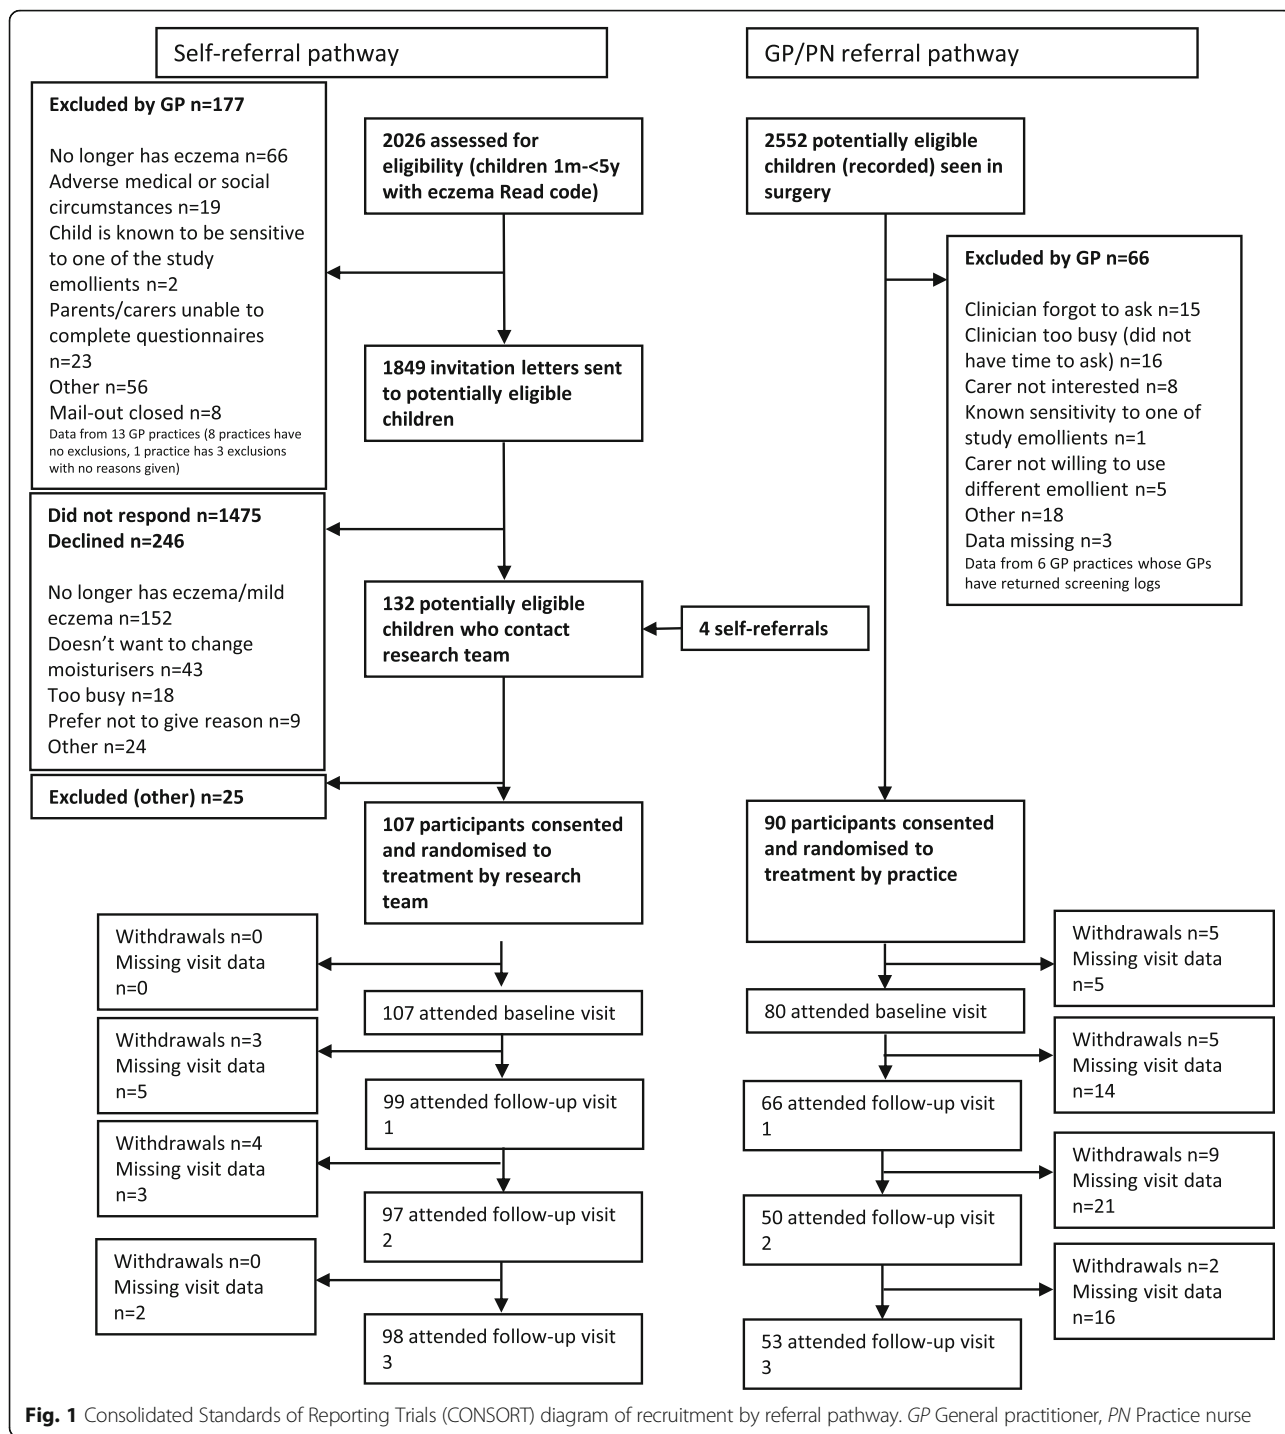 Self-referral pathway
GP/PN referral pathway
Excluded by GP n=177
No longer has eczema n=66
Adverse medical or social
circumstances n=19
Child is known to be sensitive
to one of the study
emollients n=2
Parents/carers unable to
complete questionnaires
n=23
Other n=56
Mail-out closed n=8
Data from 13 GP practices (8 practices have
no exclusions, 1 practice has 3 exclusions
with no reasons given)
2026 assessed for
eligibility (children 1m-<5y
with eczema Read code)
2552 potentially eligible
children (recorded) seen in
surgery
Excluded by GP n=66
Clinician forgot to ask n=15
Clinician too busy (did not
have time to ask) n=16
Carer not interested n=8
Known sensitivity to one of
study emollients n=1
Carer not willing to use
different emollient n=5
Other n=18
Data missing n=3
Data from 6 GP practices whose GPs
have returned screening logs
1849 invitation letters sent
to potentially eligible
children
Did not respond n=1475
Declined n=246
No longer has eczema/mild
eczema n=152
Doesn't want to change
moisturisers n=43
Too busy n=18
Prefer not to give reason n=9
Other n=24
132 potentially eligible
children who contact
research team
4 self-referrals
Excluded (other) n=25
107 participants consented
and randomised to
treatment by research
team
90 participants consented
and randomised to
treatment by practice
Withdrawals n=0
Missing visit data
n=0
Withdrawals n=5
Missing visit data
n=5
107 attended baseline visit
80 attended baseline visit
Withdrawals n=3
Missing visit data
n=5
Withdrawals n=5
Missing visit data
n=14
99 attended follow-up visit
1
66 attended follow-up visit
1
Withdrawals n=4
Missing visit data
n=3
Withdrawals n=9
Missing visit data
n=21
97 attended follow-up visit
2
50 attended follow-up visit
2
Withdrawals n=0
Missing visit data
n=2
Withdrawals n=2
Missing visit data
n=16
98 attended follow-up visit
3
53 attended follow-up visit
3
Fig. 1 Consolidated Standards of Reporting Trials (CONSORT) diagram of recruitment by referral pathway. GP General practitioner, PN Practice nurse